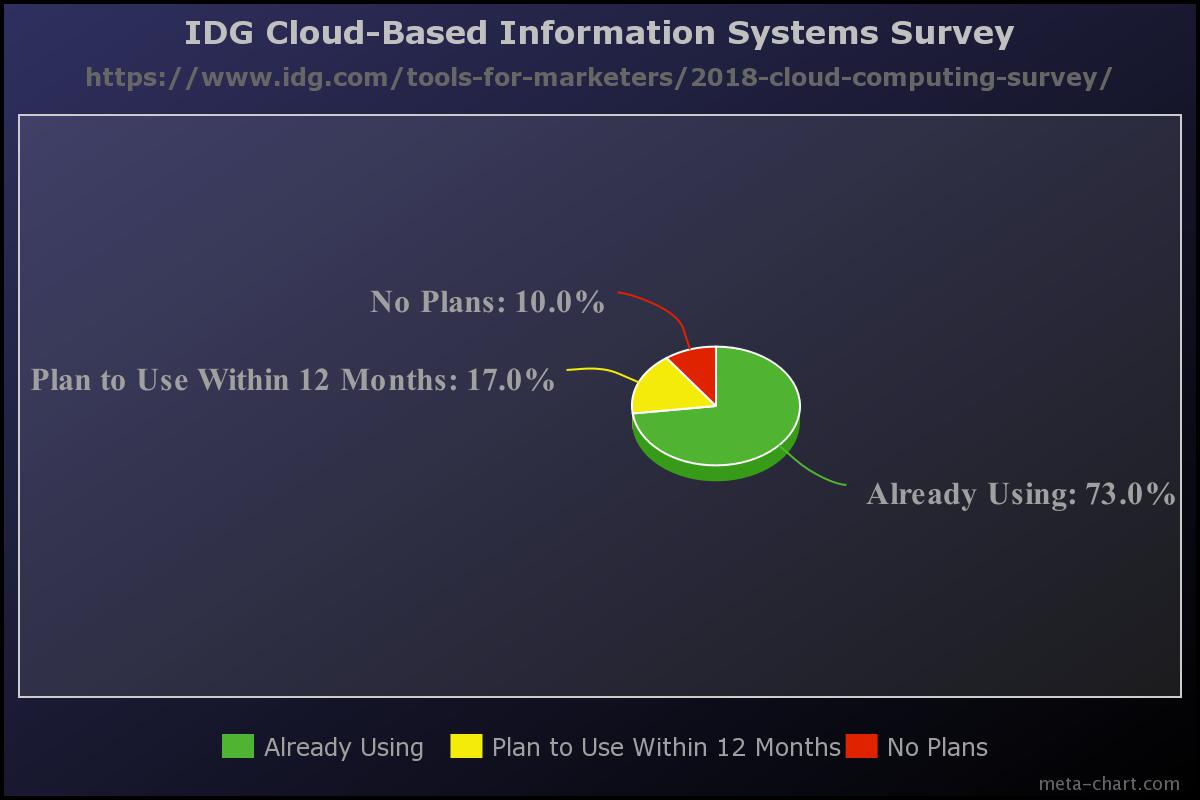 IDG Cloud-Based Information Systems Survey
https://www.idg.com/tools-for-marketers/2018-cloud-computing-survey/
No Plans: 10.0%
Plan to Use Within 12 Months: 17.0%
Already Using: 73.0%
Already Using
Plan to Use Within 12 Months
No Plans
meta-chart.com